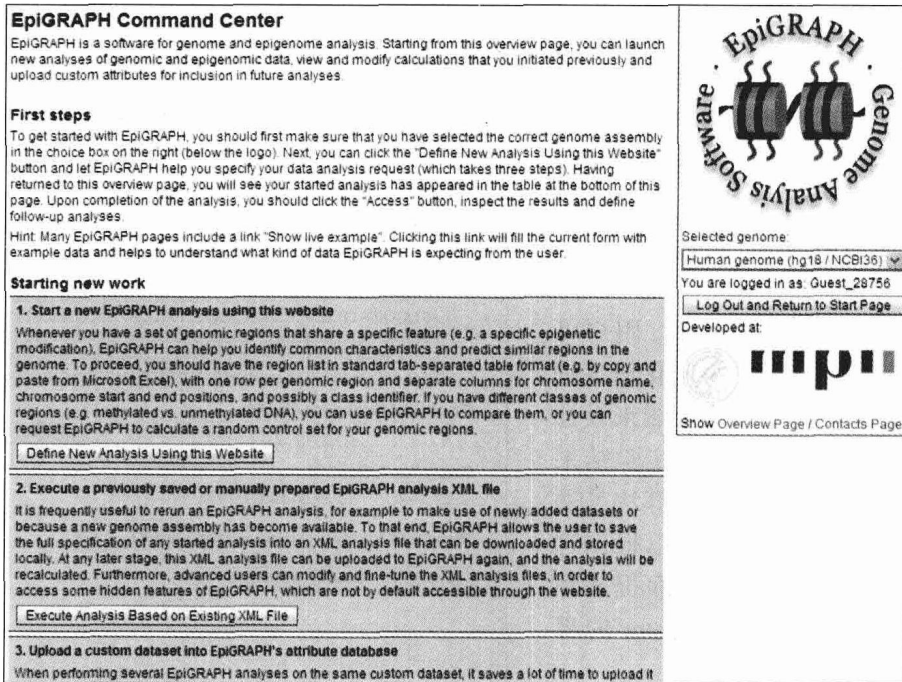 EpiGRAPH Command Center
EpiGRAPH is a software for genome and epigenome analysis. Starting from this overview page, you can launch
new analyses of genomic and epigenomic data, view and modify calculations that you initiated previously and
upload custom attributes for inclusion in future analyses.
First steps
To get started with EpiGRAPH, you should first make sure that you have selected the correct genome assembly
in the choice box on the right (below the logo). Next, you can click the "Define New Analysis Using this Website"
button and let EpiGRAPH help you specify your data analysis request (which takes three steps). Having
returned to this overview page, you will see your started analysis has appeared in the table at the bottom of this
page. Upon completion of the analysis, you should click the "Access" button, inspect the results and define
follow-up analyses.
Hint: Many EpiGRAPH pages include a link "Show live example". Clicking this link will fill the current form with
example data and helps to understand what kind of data EpiGRAPH is expecting from the user.
Starting new work
1. Start a new EpiGRAPH analysis using this website
Whenever you have a set of genomic regions that share a specific feature (e.g. a specific epigenetic
modification), EpiGRAPH can help you identify common characteristics and predict similar regions in the
genome. To proceed, you should have the region list in standard tab-separated table format (e.g. by copy and
paste from Microsoft Excel), with one row per genomic region and separate columns for chromosome name,
chromosome start and end positions, and possibly a class identifier. If you have different classes of genomic
regions (e.g. methylated vs. unmethylated DNA), you can use EpiGRAPH to compare them, or you can
request EpiGRAPH to calculate a random control set for your genomic regions.
Define New Analysis Using this Website
2. Execute a previously saved or manually prepared EpiGRAPH analysis XML file
It is frequently useful to rerun an EpiGRAPH analysis, for example to make use of newly added datasets or
because a new genome assembly has become available. To that end, EpiGRAPH allows the user to save
the full specification of any started analysis into an XML analysis file that can be downloaded and stored
locally. At any later stage, this XML analysis file can be uploaded to EpiGRAPH again, and the analysis will be
recalculated. Furthermore, advanced users can modify and fine-tune the XML analysis files, in order to
access some hidden features of EpiGRAPH, which are not by default accessible through the website.
Execute Analysis Based on Existing XML File
3. Upload a custom dataset into EpiGRAPH's attribute database
When performing several EpiGRAPH analyses on the same custom dataset, it saves a lot of time to upload it
EpiGRAPH · Genome Analyis Software ·
Selected genome:
Human genome (hg18 / NCBI36)
You are logged in as: Guest_28756
Log Out and Return to Start Page
Developed at:
Show Overview Page / Contacts Page